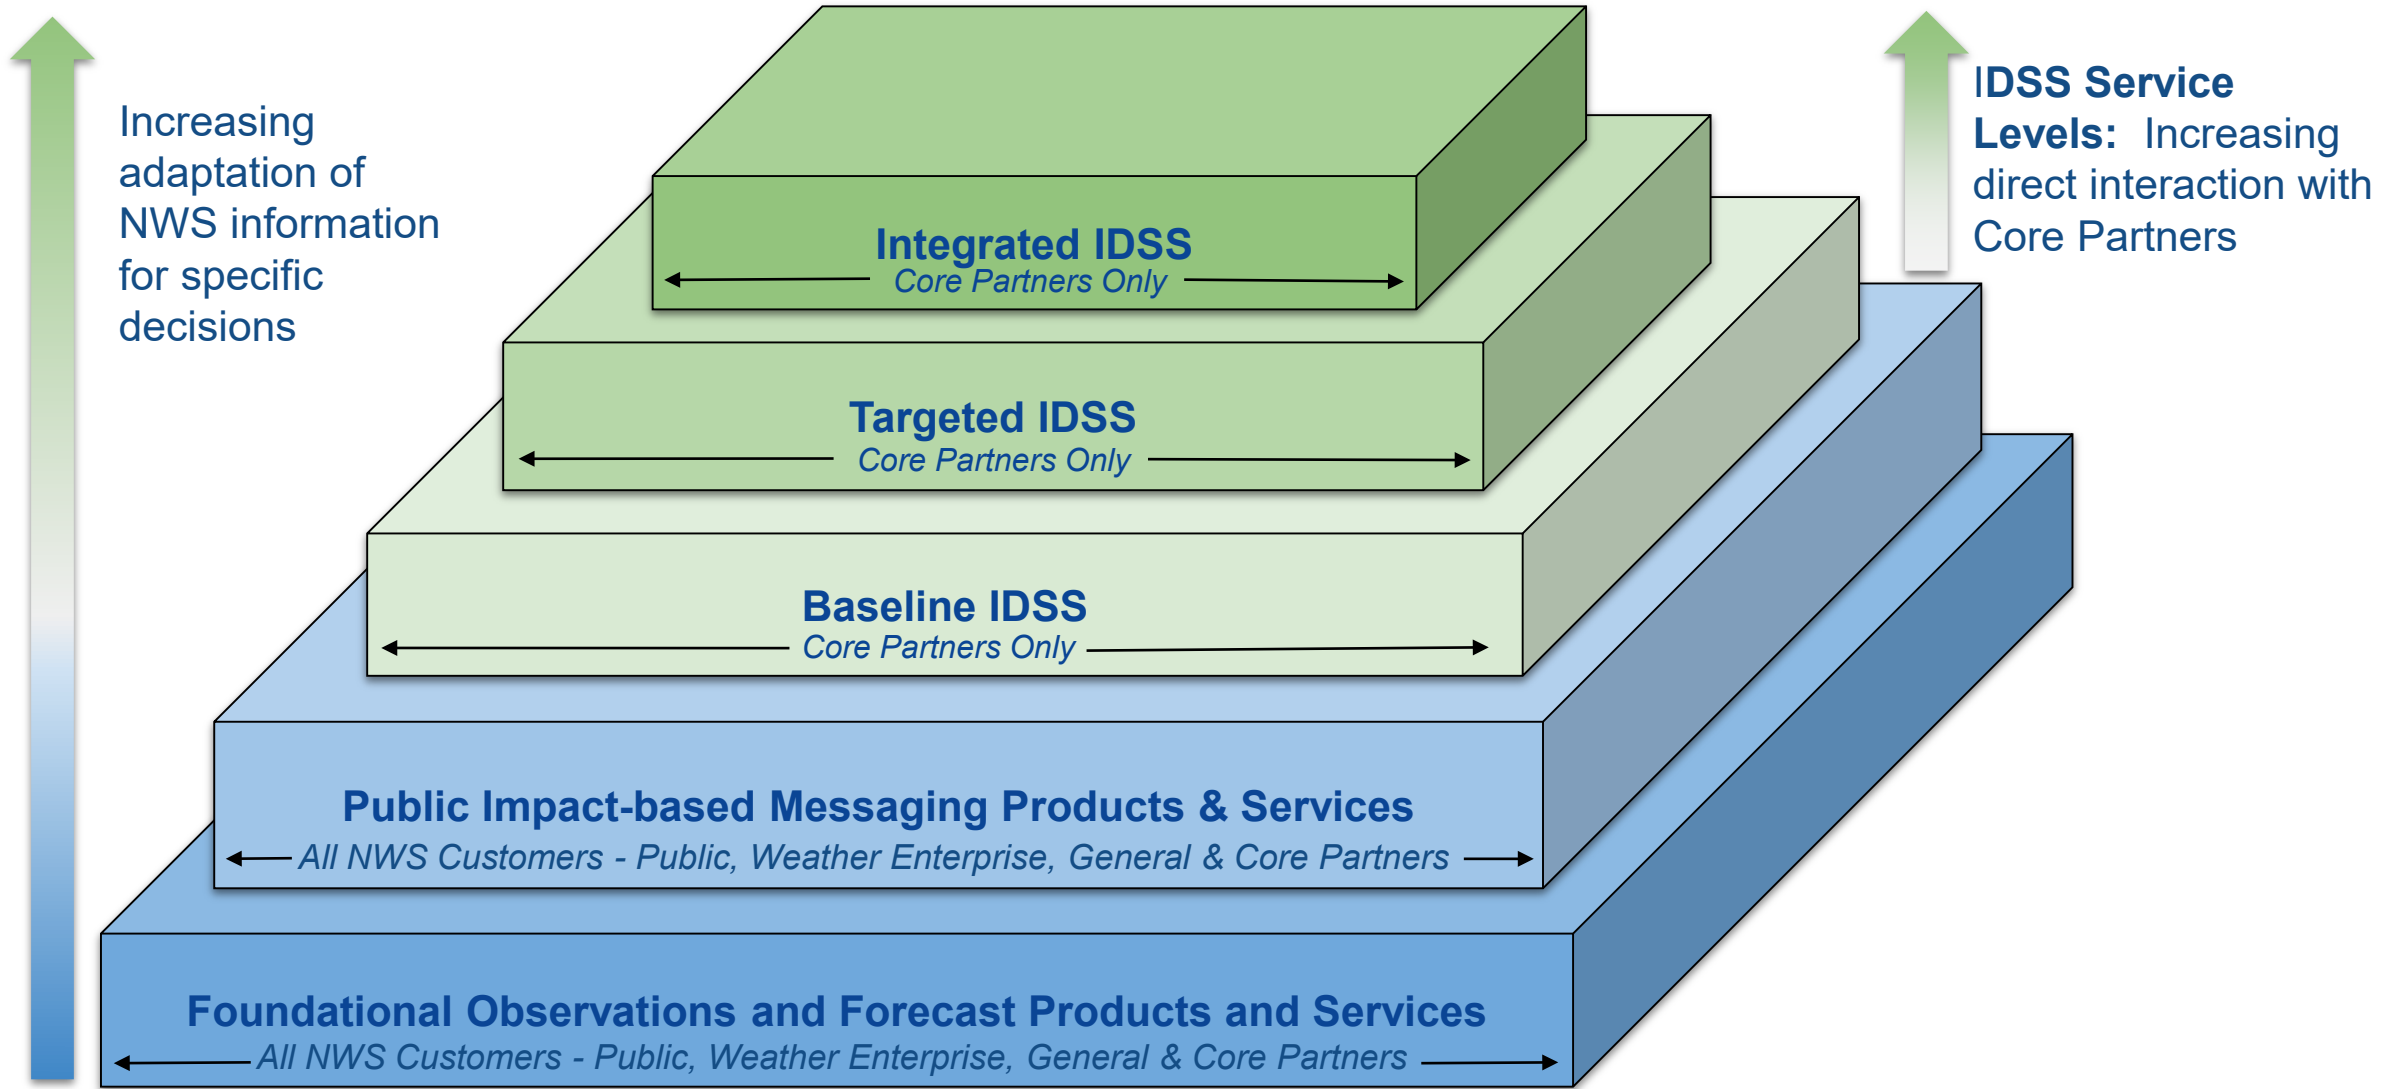 Increasing
adaptation of
NWS information
for specific
decisions
IDSS Service
Levels: Increasing
direct interaction with
Core Partners
Integrated IDSS
Core Partners Only
Targeted IDSS
Core Partners Only
Baseline IDSS
Core Partners Only
Public Impact-based Messaging Products & Services
All NWS Customers - Public, Weather Enterprise, General & Core Partners
Foundational Observations and Forecast Products and Services
All NWS Customers - Public, Weather Enterprise, General & Core Partners